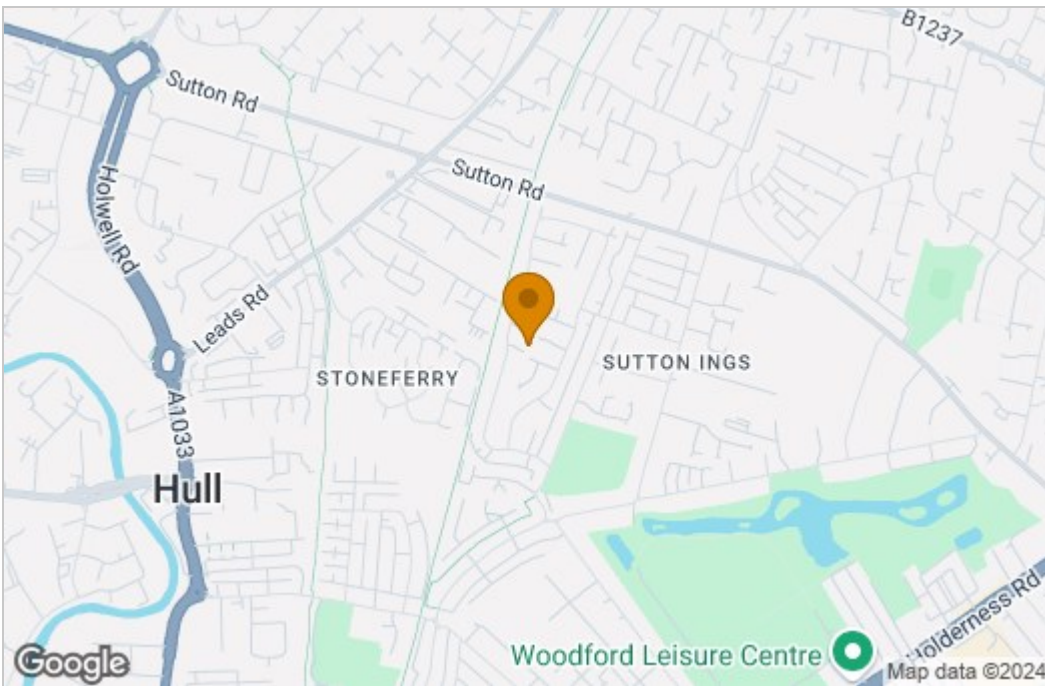 B1237
Sutton Rd
Sutton Rd
Holwell Rd
Leads Rd
STONEFERRY
SUTTON INGS
A1033
Hull
Holderness Rd
Woodford Leisure Centre
Google
Map data ©2024